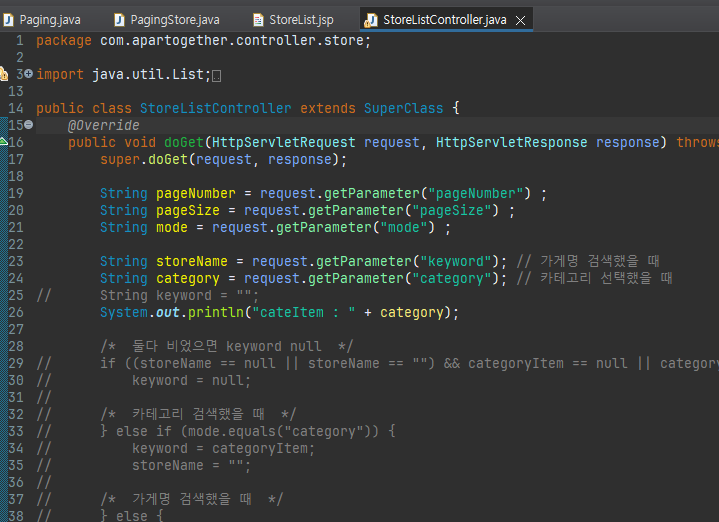 Paging.java PagingStore.java StoreList.jsp StoreListController.java
1 package com.apartogether.controller.store;
2
3 import java.util.List;
13
14 public class StoreListController extends SuperClass {
15 @Override
16 public void doGet(HttpServletRequest request, HttpServletResponse response) throws
17 super.doGet(request, response);
18
19 String pageNumber = request.getParameter("pageNumber") ;
20 String pageSize = request.getParameter("pageSize") ;
21 String mode = request.getParameter("mode") ;
22
23 String storeName = request.getParameter("keyword"); // 가게명 검색했을 때
24 String category = request.getParameter("category"); // 카테고리 선택했을 때
25 // String keyword = "";
26 System.out.println("cateItem : " + category);
27
28 /* 둘다 비었으면 keyword null */
29 // if ((storeName == null || storeName == "") && categoryItem == null || category
30 // keyword = null;
31 //
32 // /* 카테고리 검색했을 때 */
33 // } else if (mode.equals("category")) {
34 // keyword = categoryItem;
35 // storeName = "";
36 //
37 // /* 가게명 검색했을 때 */
38 // } else {